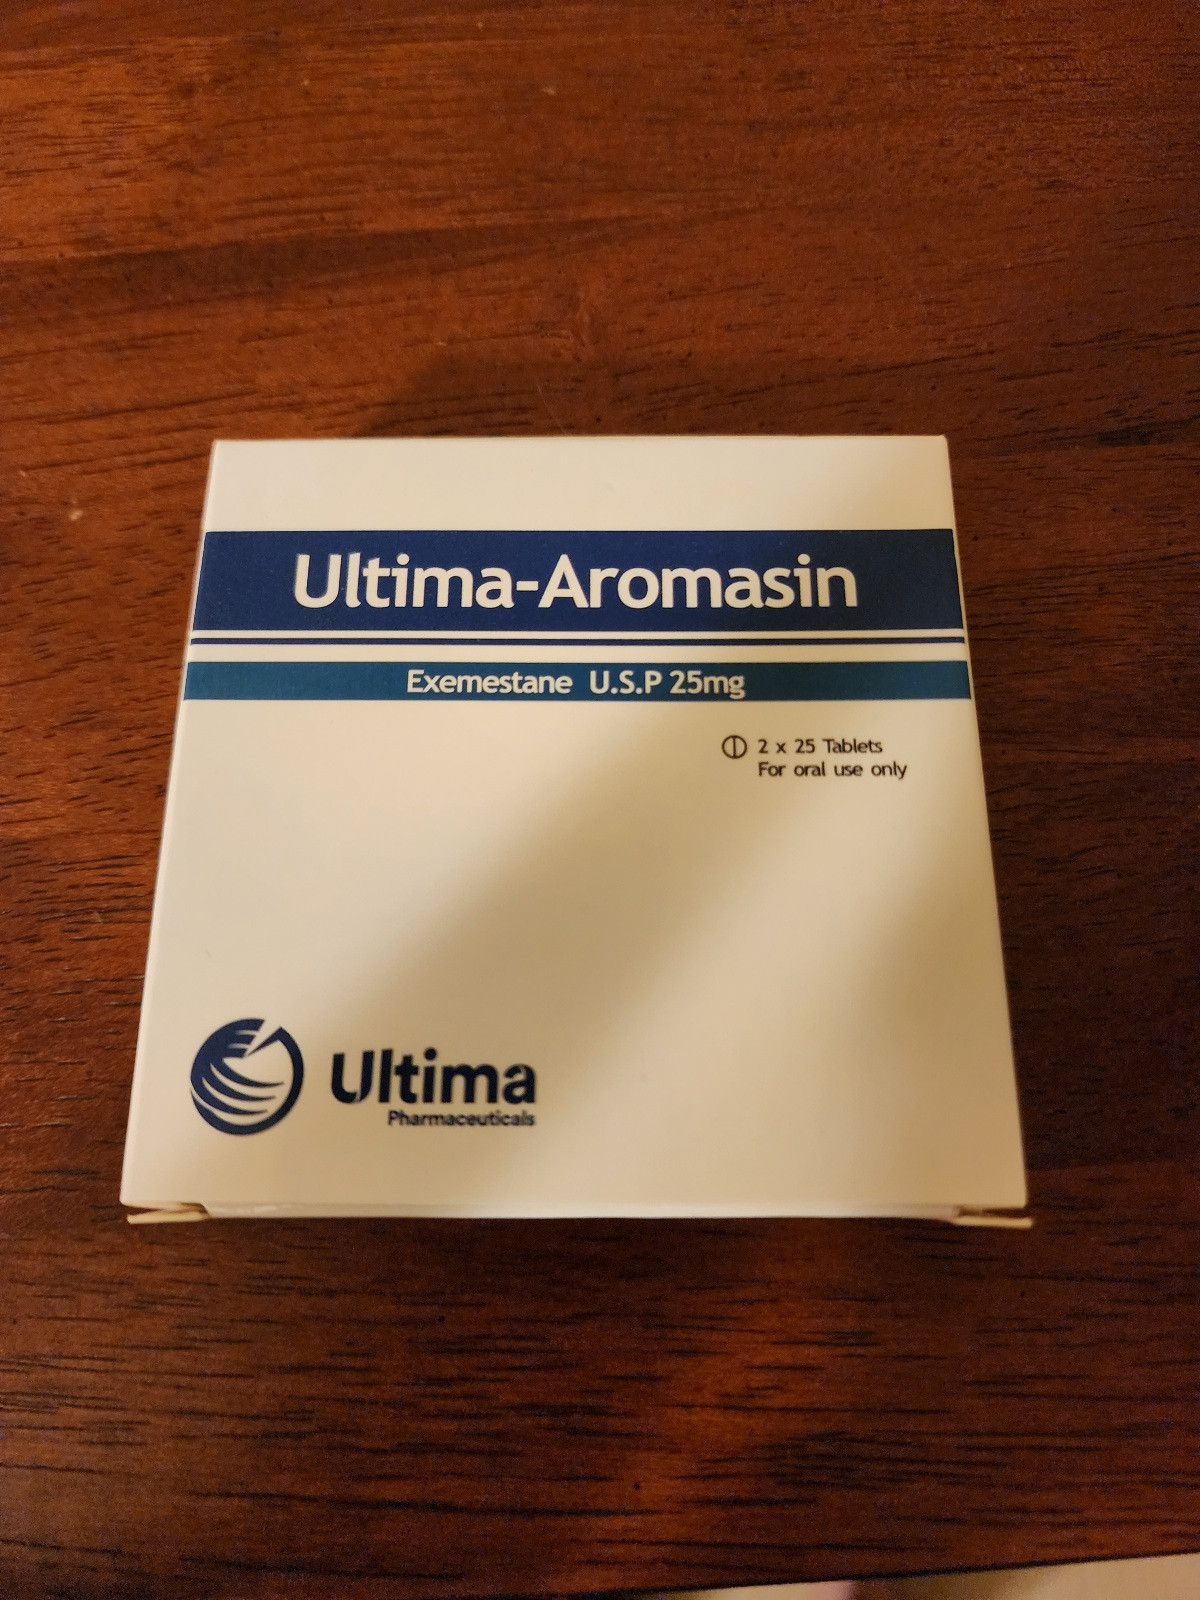 Ultima-Aromasin
Exemestane U.S.P 25mg
2 x 25 Tablets
For oral use only
Ultima
Pharmaceuticals